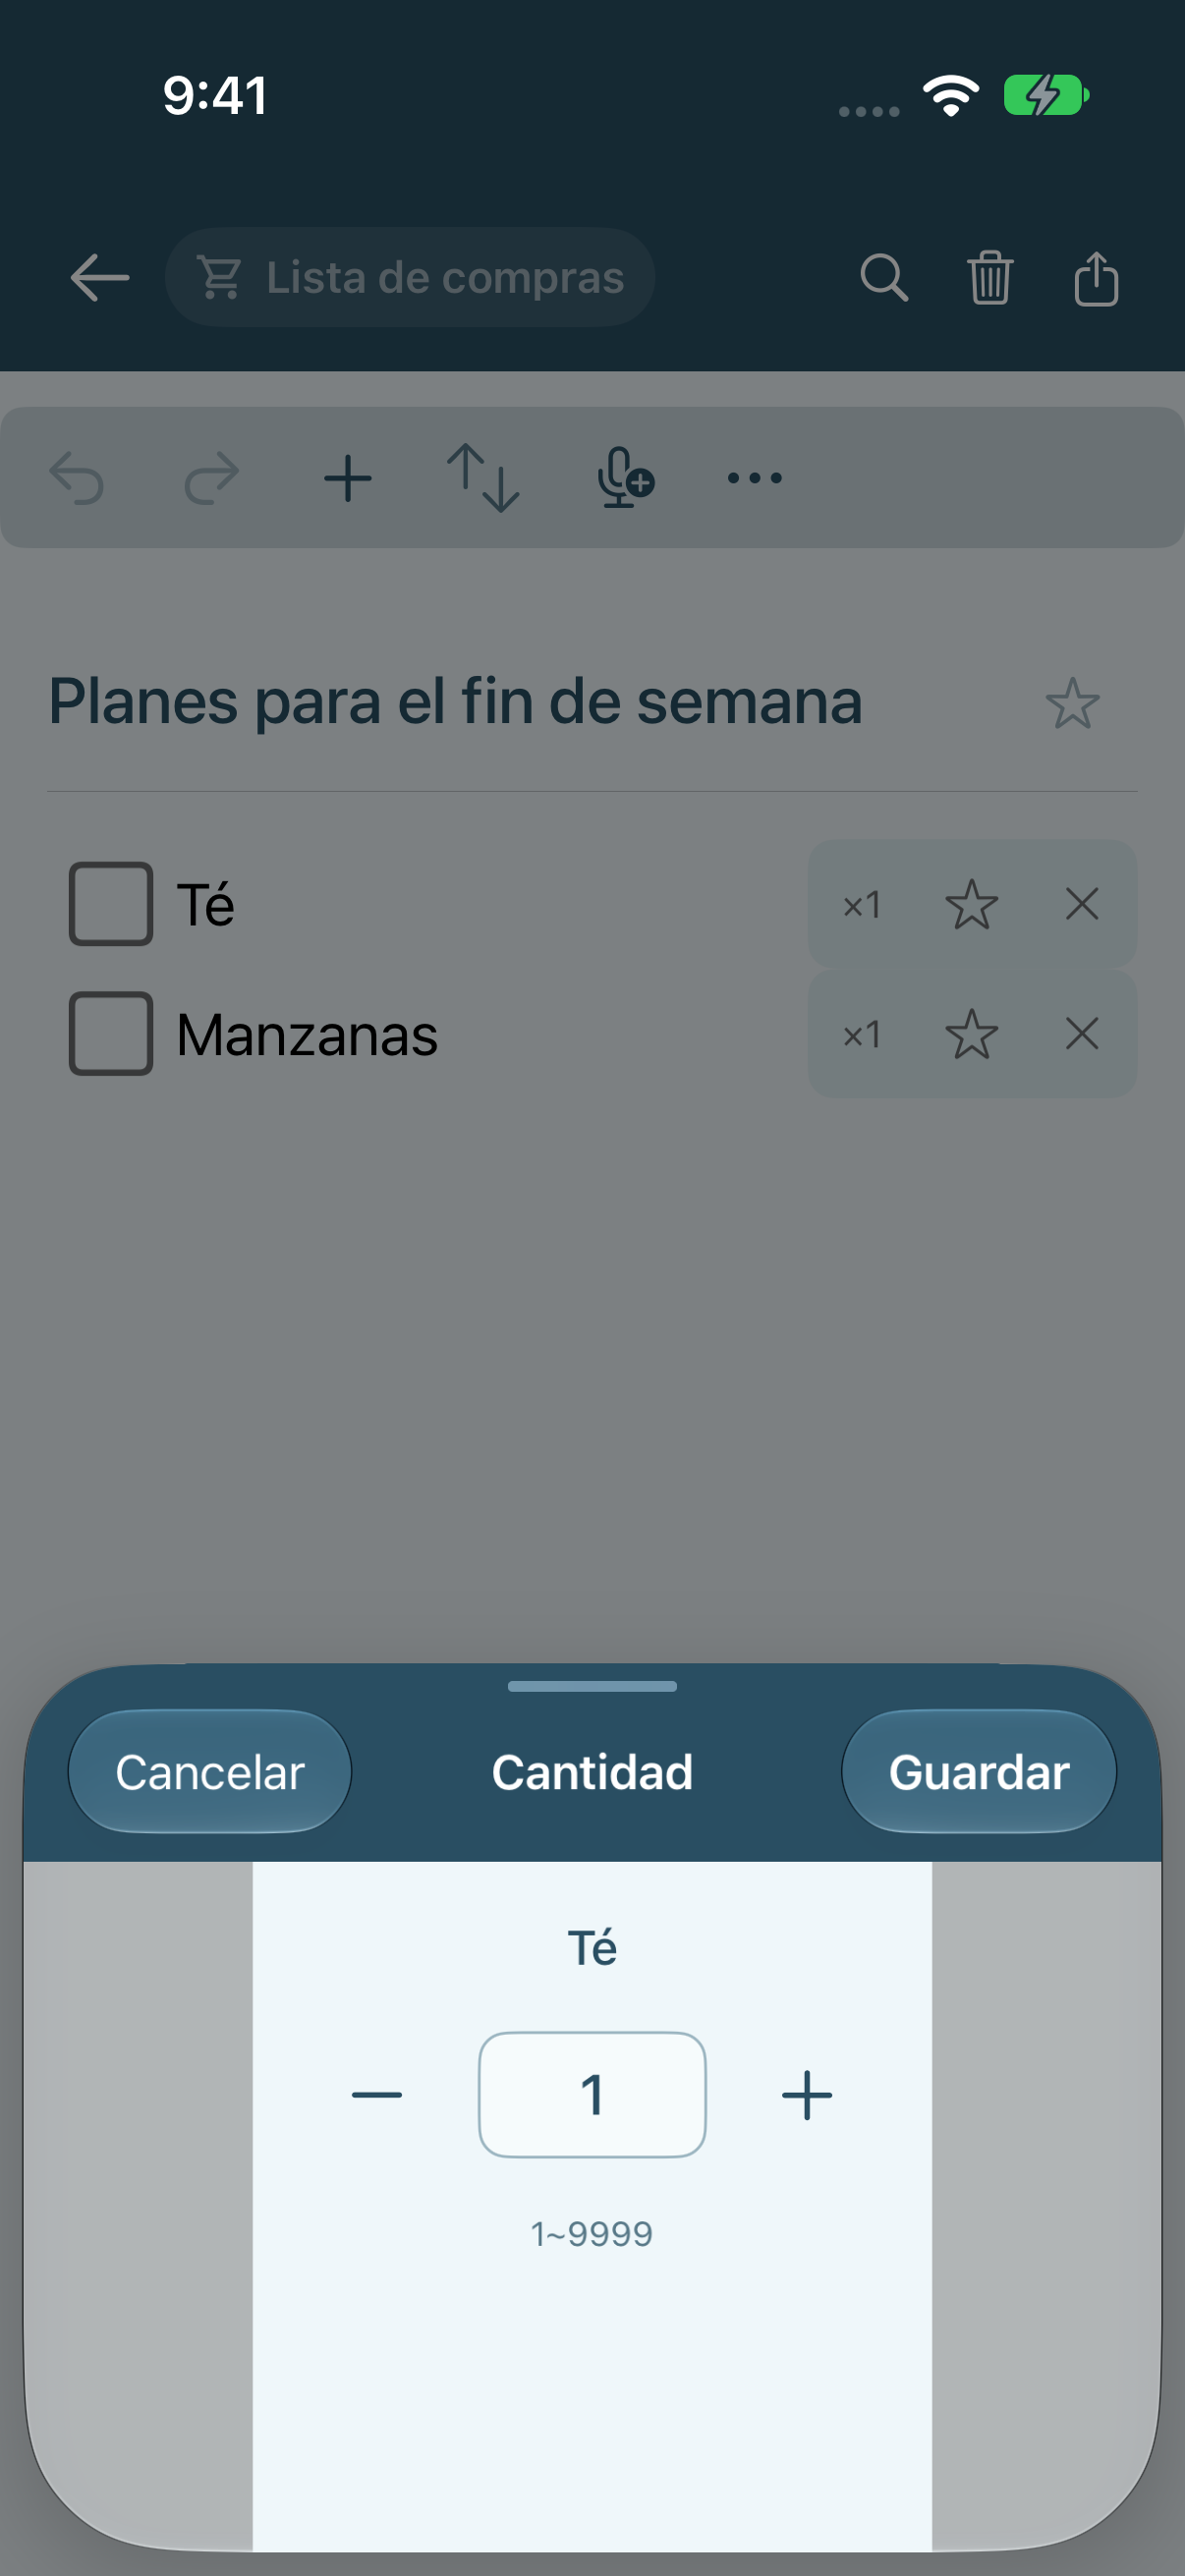 9:41
Lista de compras
Planes para el fin de semana
Té ×1
Manzanas ×1
Cancelar Cantidad Guardar
Té
1
1~9999